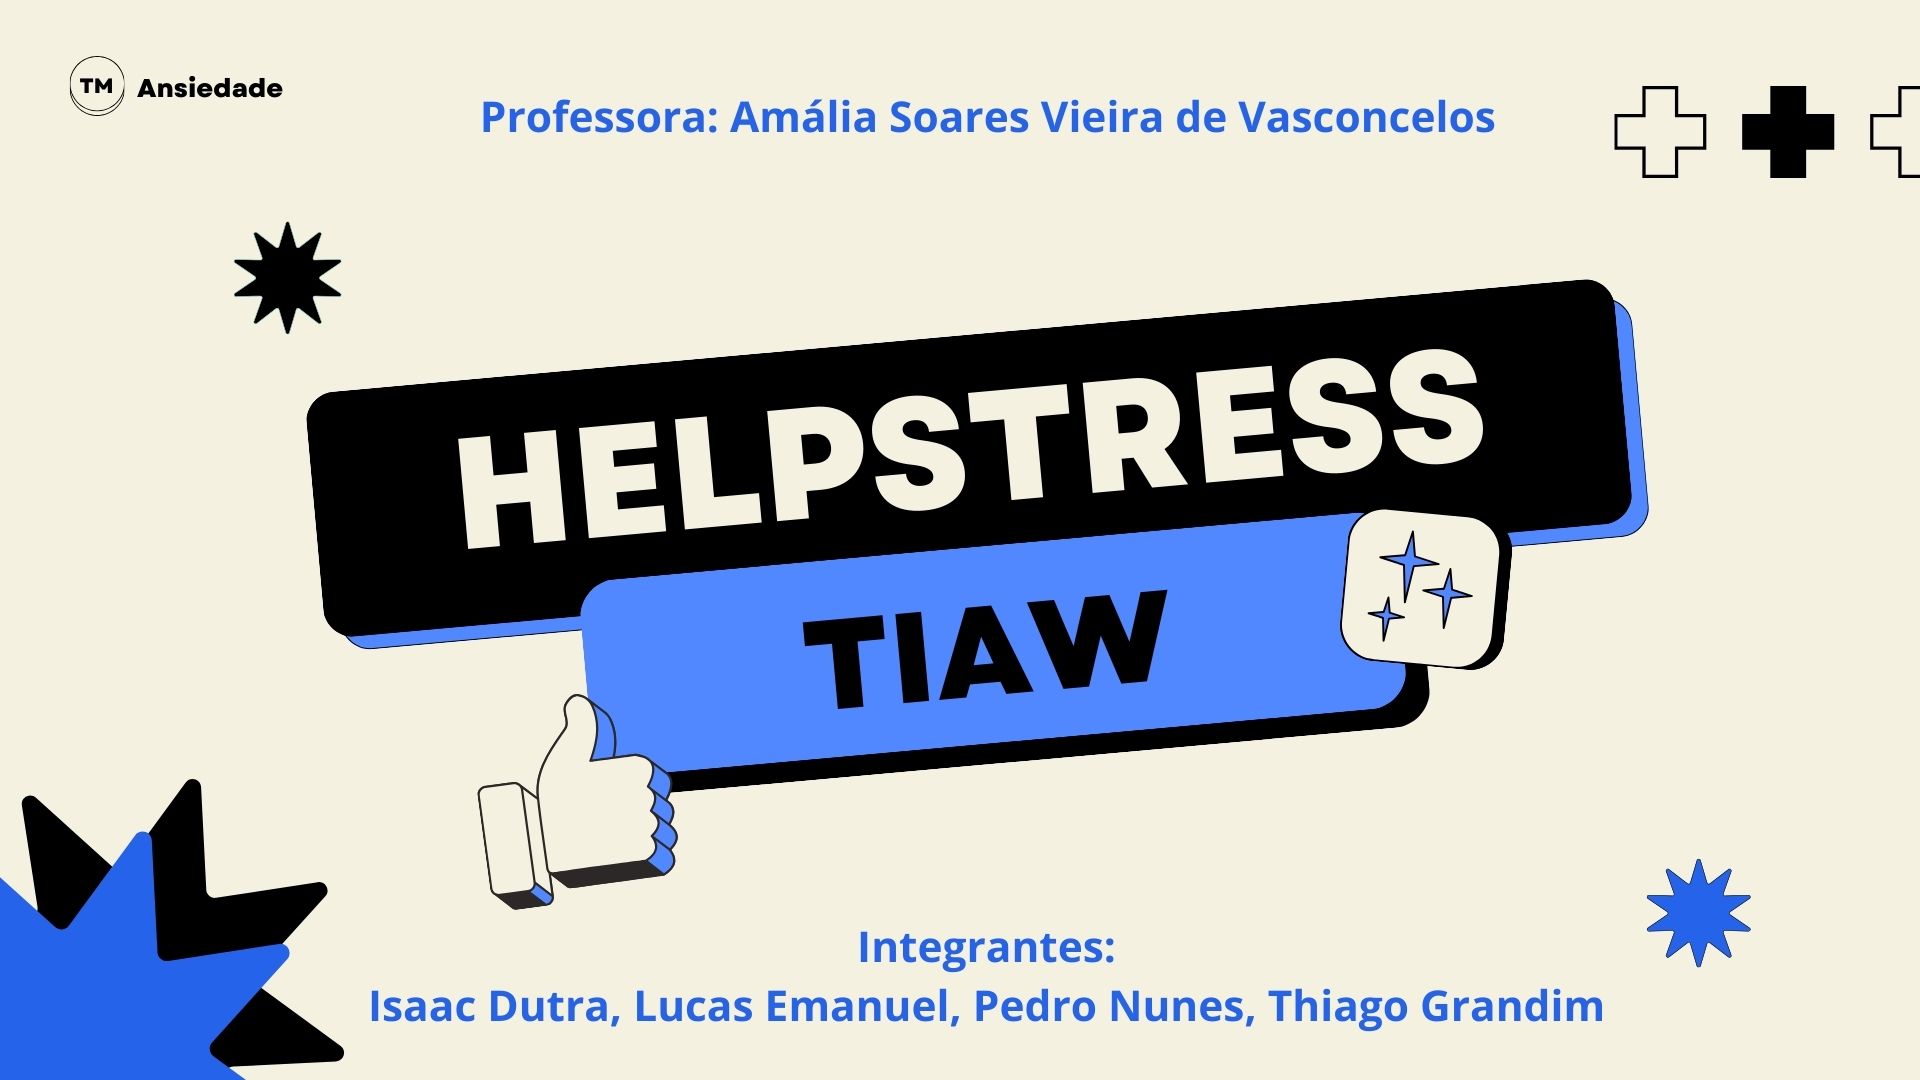 TM Ansiedade
Professora: Amália Soares Vieira de Vasconcelos
HELPSTRESS
TIAW
Integrantes:
Isaac Dutra, Lucas Emanuel, Pedro Nunes, Thiago Grandim